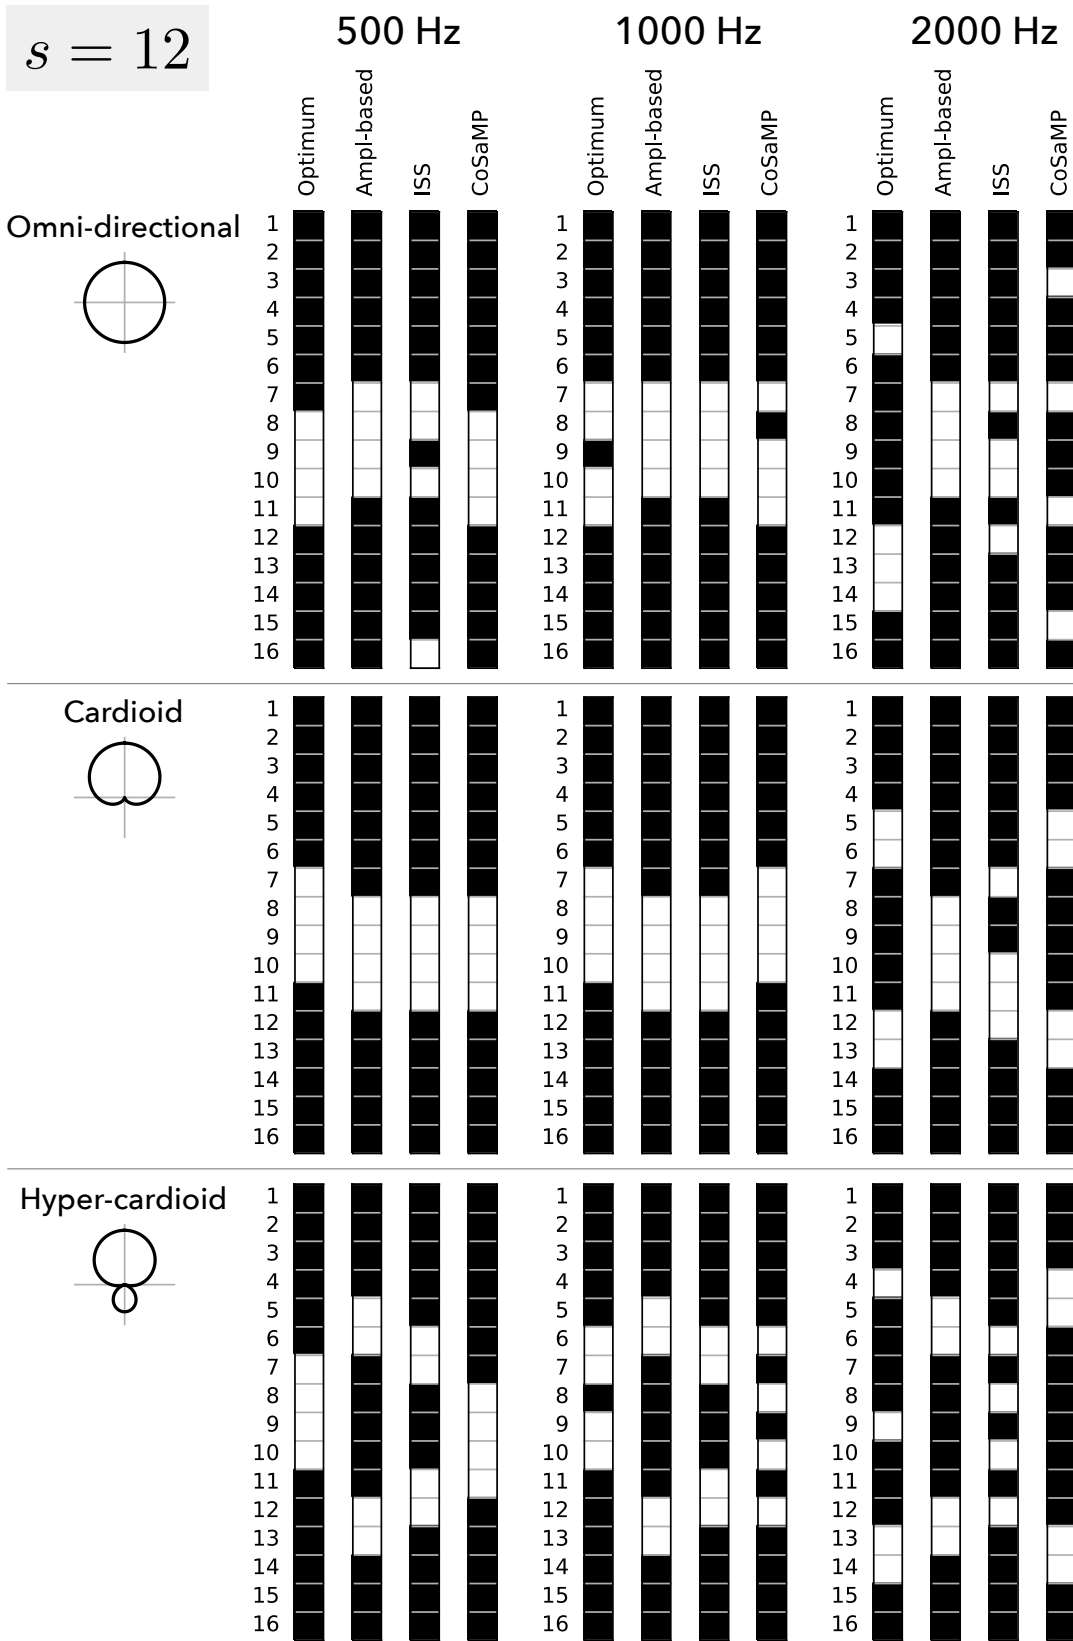 s = 12
500 Hz 1000 Hz 2000 Hz
Optimum Ampl-based ISS CoSaMP Optimum Ampl-based ISS CoSaMP Optimum Ampl-based ISS CoSaMP
Omni-directional 1 1 1
2 2 2
3 3 3
4 4 4
5 5 5
6 6 6
7 7 7
8 8 8
9 9 9
10 10 10
11 11 11
12 12 12
13 13 13
14 14 14
15 15 15
16 16 16
Cardioid 1 1 1
2 2 2
3 3 3
4 4 4
5 5 5
6 6 6
7 7 7
8 8 8
9 9 9
10 10 10
11 11 11
12 12 12
13 13 13
14 14 14
15 15 15
16 16 16
Hyper-cardioid 1 1 1
2 2 2
3 3 3
4 4 4
5 5 5
6 6 6
7 7 7
8 8 8
9 9 9
10 10 10
11 11 11
12 12 12
13 13 13
14 14 14
15 15 15
16 16 16